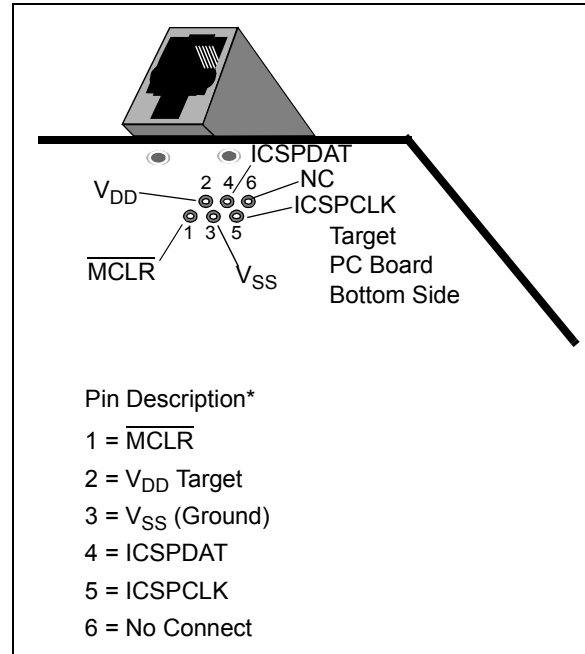 ICSPDAT
2 4 6 NC
VDD
ICSPCLK
1 3 5
Target
MCLR
VSS
PC Board
Bottom Side
Pin Description*
1 = MCLR
2 = VDD Target
3 = VSS (Ground)
4 = ICSPDAT
5 = ICSPCLK
6 = No Connect